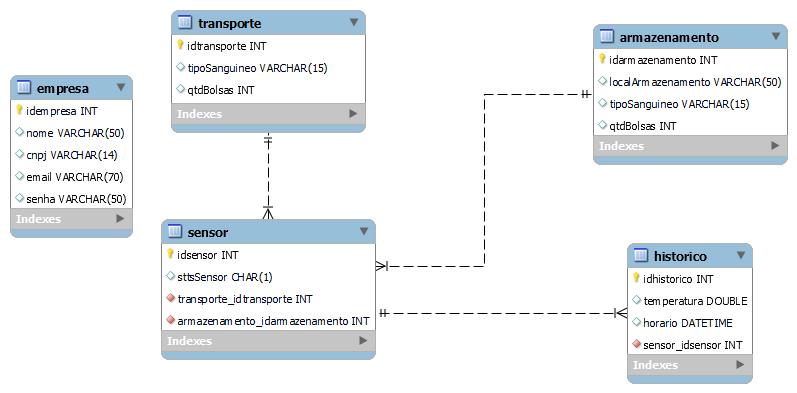 transporte
idtransporte INT
tipoSanguineo VARCHAR(15)
qtdBolsas INT
Indexes
armazenamento
idarmazenamento INT
localArmazenamento VARCHAR(50)
tipoSanguineo VARCHAR(15)
qtdBolsas INT
Indexes
empresa
idempresa INT
nome VARCHAR(50)
cnpj VARCHAR(14)
email VARCHAR(70)
senha VARCHAR(50)
Indexes
sensor
idsensor INT
sttsSensor CHAR(1)
transporte_idtransporte INT
armazenamento_idarmazenamento INT
Indexes
historico
idhistorico INT
temperatura DOUBLE
horario DATETIME
sensor_idsensor INT
Indexes